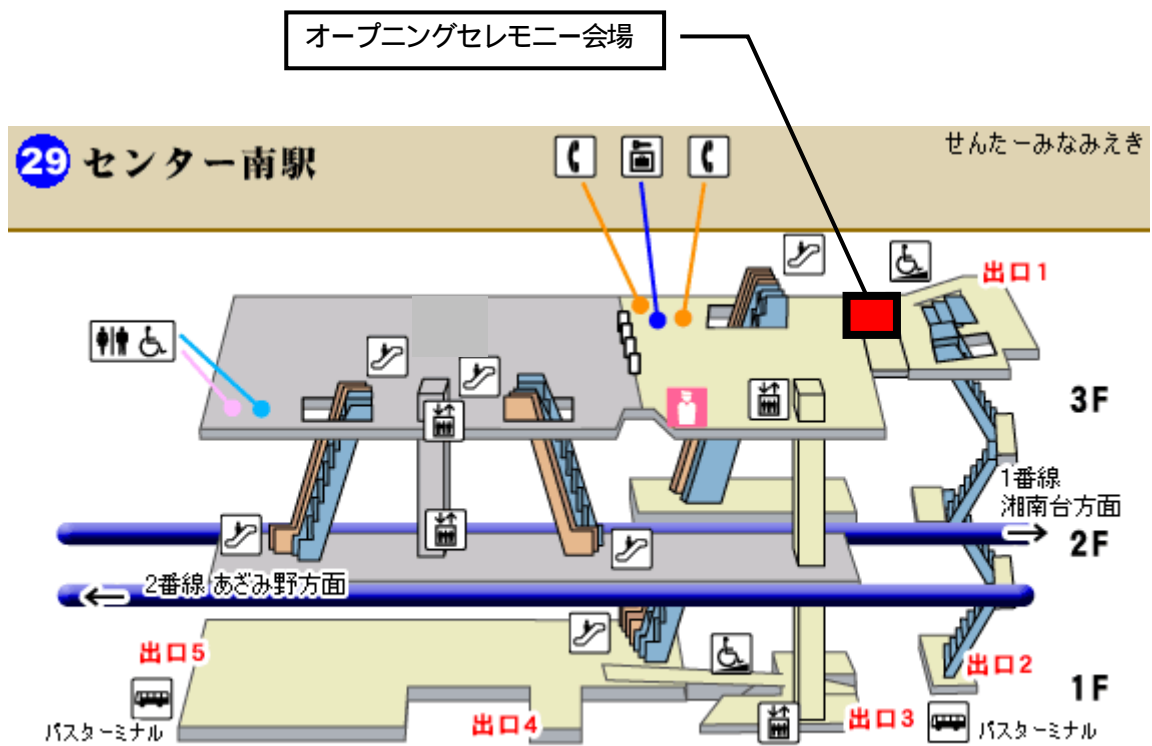 オープニングセレモニー会場
29 センター南駅
せんたーみなみえき
出口1
3F
1番線
湘南台方面
2F
2番線 あざみ野方面
出口5
出口2
1F
バスターミナル
出口4
出口3
バスターミナル